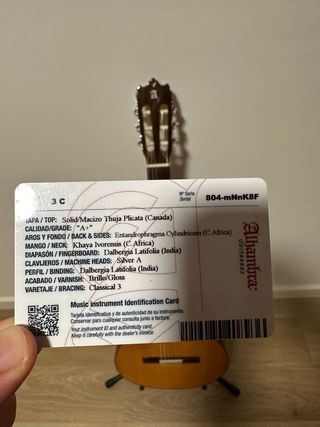 3 C
Nº Serie
Serial
804-mNnK8F
TAPA / TOP: Solid/Macizo Thuja Plicata (Canada)
CALIDAD/GRADE: "A+"
AROS Y FONDO / BACK & SIDES: Entandrophragma Cylindricum (C.Africa)
MANGO / NECK: Khaya Ivorensis (C.Africa)
DIAPASÓN / FINGERBOARD: Dalbergia Latifolia (India)
CLAVIJEROS / MACHINE HEADS: Silver A
PERFIL / BINDING: Dalbergia Latifolia (India)
ACABADO / VARNISH: Brillo/Gloss
VARETAJE / BRACING: Classical 3
Alhambra
GUITARRAS
Music Instrument Identification Card
Tarjeta identificativa y de autenticidad de su instrumento.
Conservar para cualquier consulta junto a factura.
Your instrument ID and authenticity card.
Keep it carefully with the dealer's invoice.